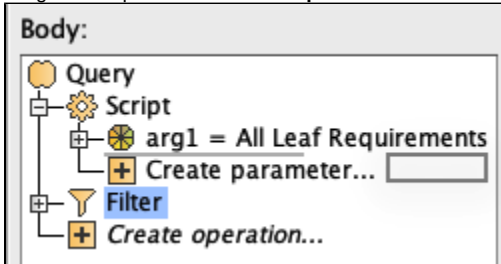 Body:
Query
Script
arg1 = All Leaf Requirements
Create parameter...
Filter
Create operation...